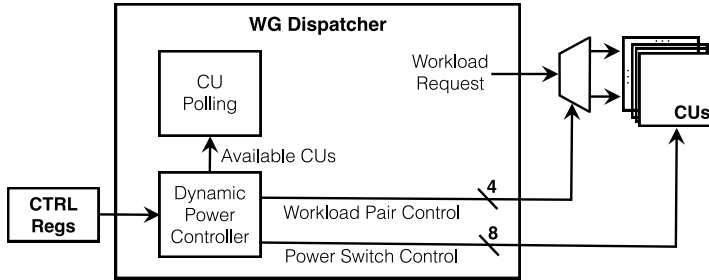 WG Dispatcher
Workload
Request
CU
Polling
CUs
Available CUs
CTRL
Regs
Dynamic
Power
Controller
4
Workload Pair Control
8
Power Switch Control